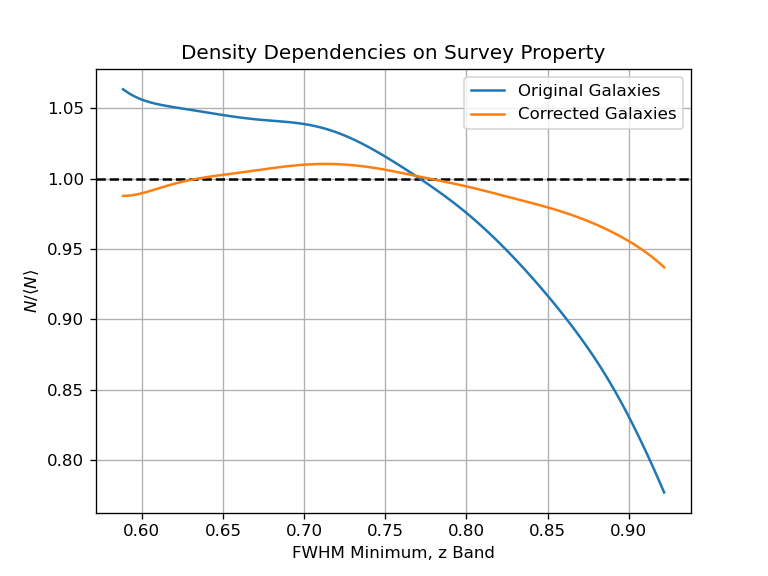 Density Dependencies on Survey Property
Original Galaxies
Corrected Galaxies
1.05
1.00
0.95
0.90
0.85
0.80
N/⟨N⟩
0.60 0.65 0.70 0.75 0.80 0.85 0.90
FWHM Minimum, z Band